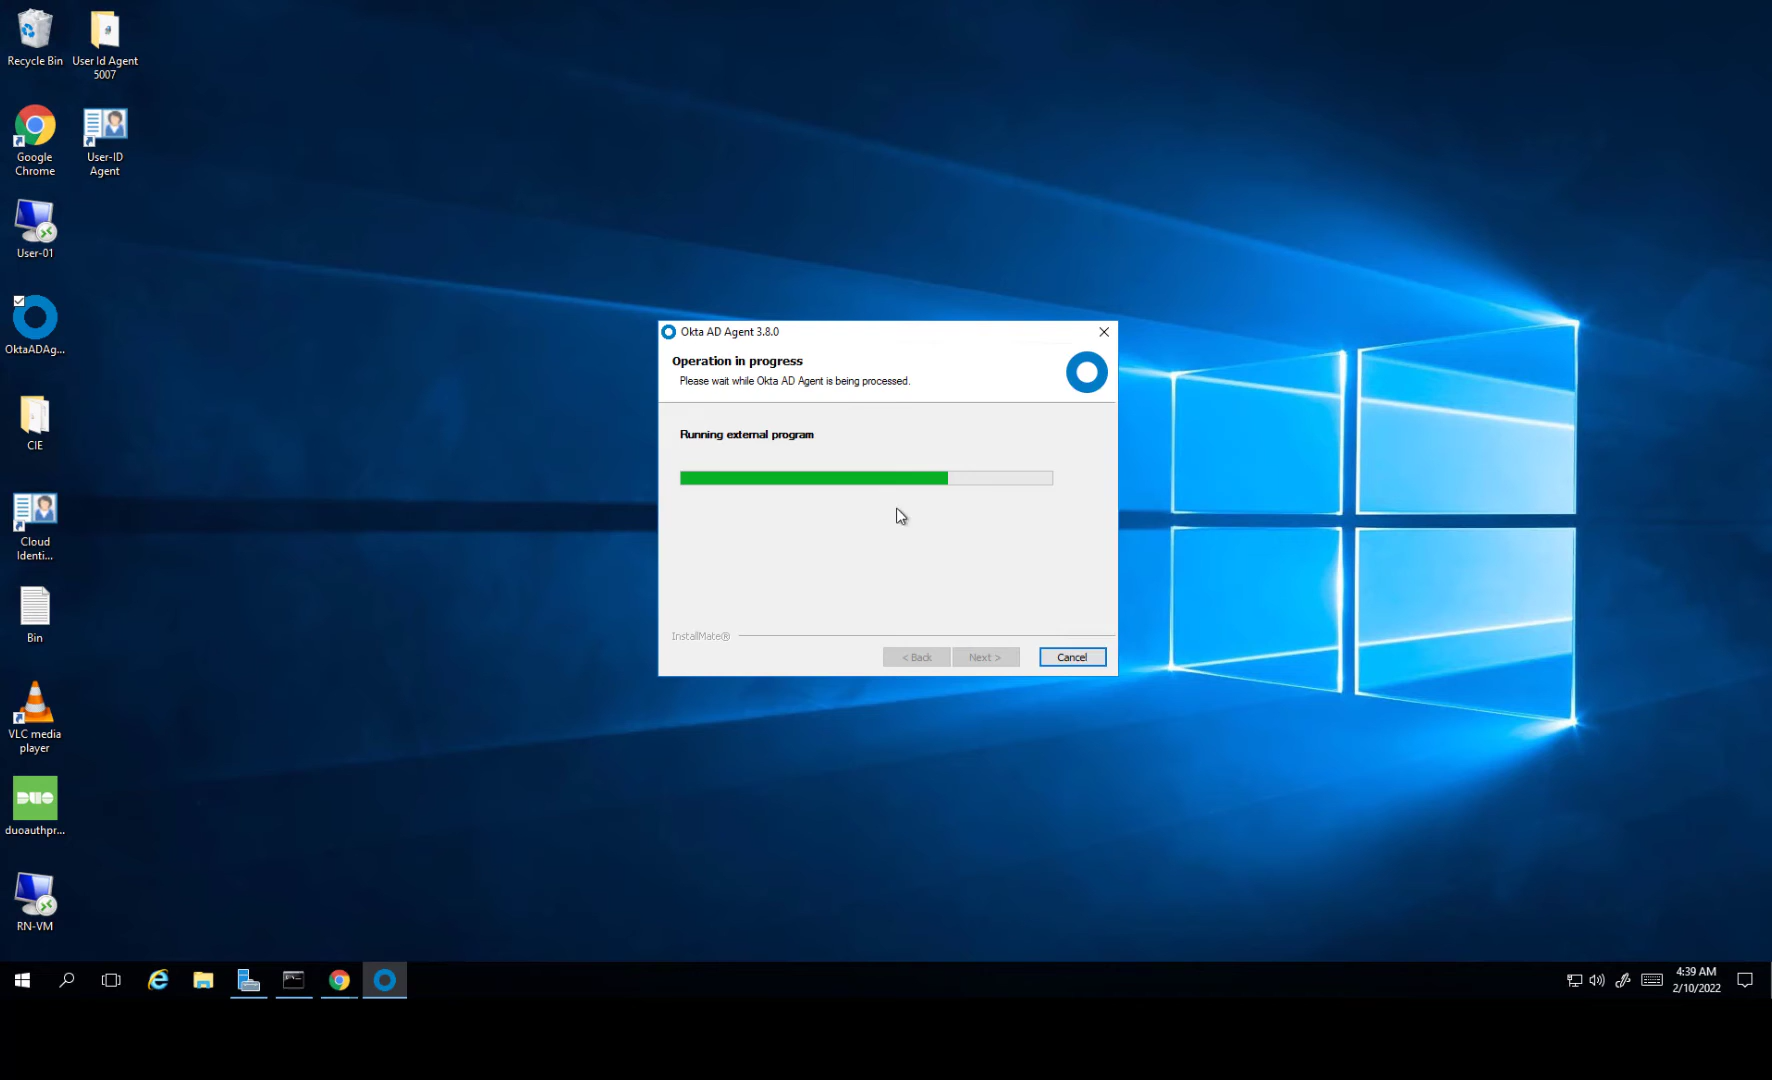 Recycle Bin
User Id Agent
5007
Google
Chrome
User-ID
Agent
User-01
OktaADAg...
CIE
Cloud
Identi...
Bin
VLC media
player
DUO
duoauthpr...
RN-VM
Okta AD Agent 3.8.0
Operation in progress
Please wait while Okta AD Agent is being processed.
Running external program
InstallMate®
< Back
Next >
Cancel
4:39 AM
2/10/2022